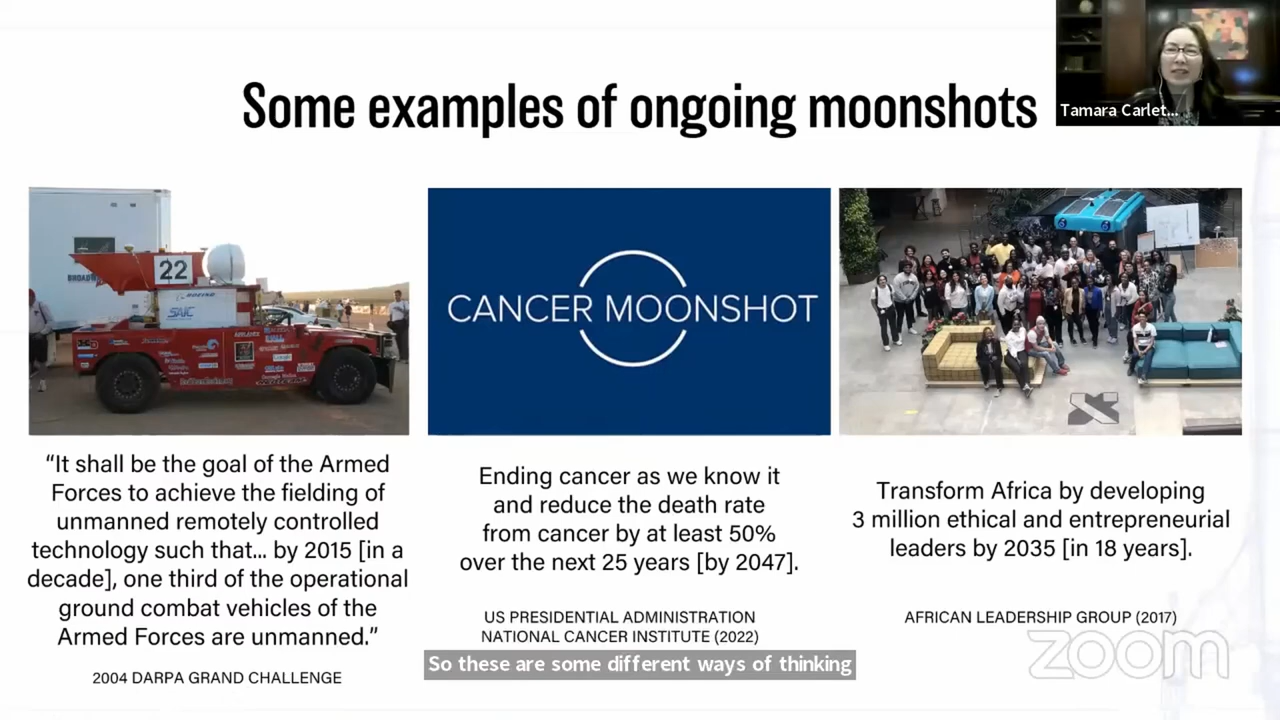 Some examples of ongoing moonshots
Tamara Carlet...
22
BOEING
SAIC
CANCER MOONSHOT
“It shall be the goal of the Armed
Forces to achieve the fielding of
unmanned remotely controlled
technology such that... by 2015 [in a
decade], one third of the operational
ground combat vehicles of the
Armed Forces are unmanned.”
2004 DARPA GRAND CHALLENGE
Ending cancer as we know it
and reduce the death rate
from cancer by at least 50%
over the next 25 years [by 2047].
US PRESIDENTIAL ADMINISTRATION
NATIONAL CANCER INSTITUTE (2022)
Transform Africa by developing
3 million ethical and entrepreneurial
leaders by 2035 [in 18 years].
AFRICAN LEADERSHIP GROUP (2017)
So these are some different ways of thinking
zoom